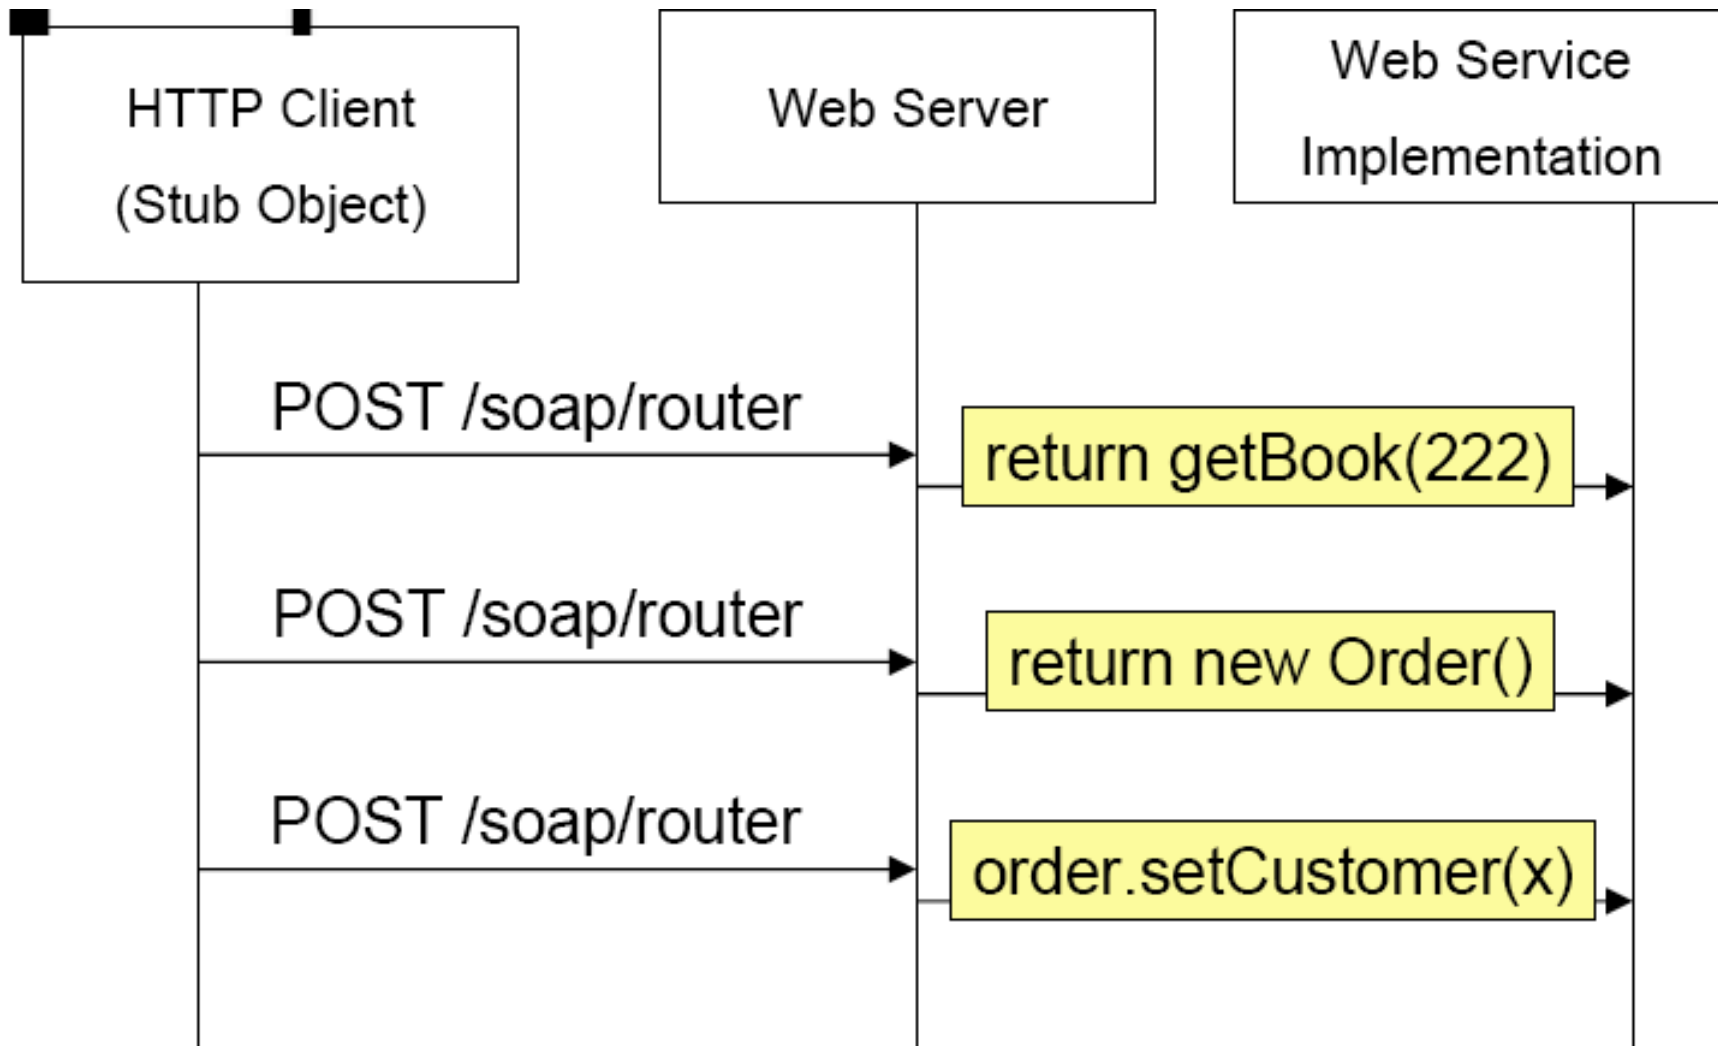 HTTP Client
(Stub Object)
Web Server
Web Service
Implementation
POST /soap/router
return getBook(222)
POST /soap/router
return new Order()
POST /soap/router
order.setCustomer(x)